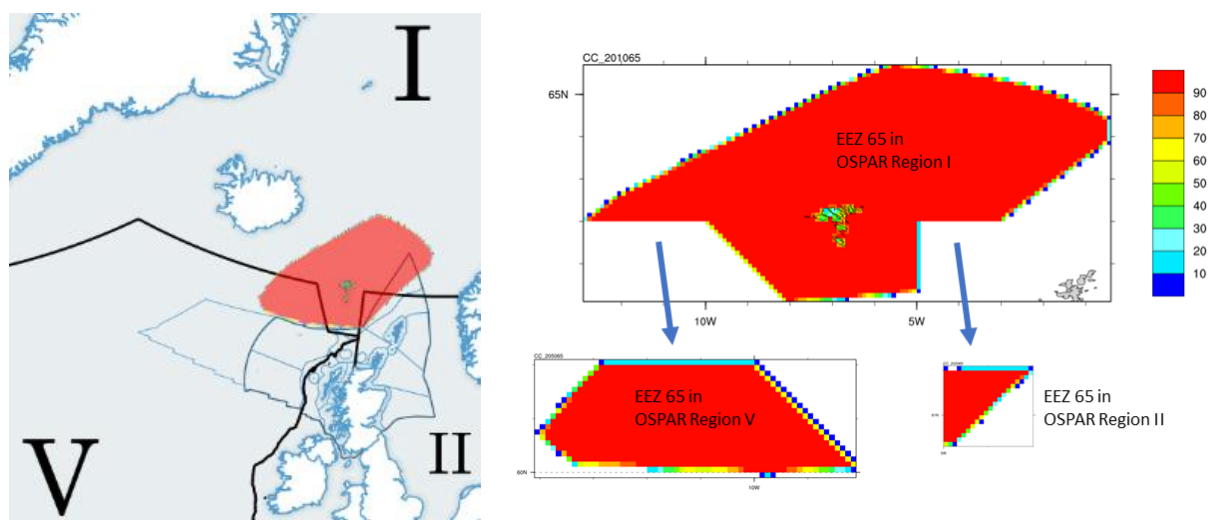 I
V
II
CC_201065
65N
EEZ 65 in
OSPAR Region I
10W
5W
90
80
70
60
50
40
30
20
10
CC_205065
EEZ 65 in
OSPAR Region V
60N
10W
EEZ 65 in
OSPAR Region II